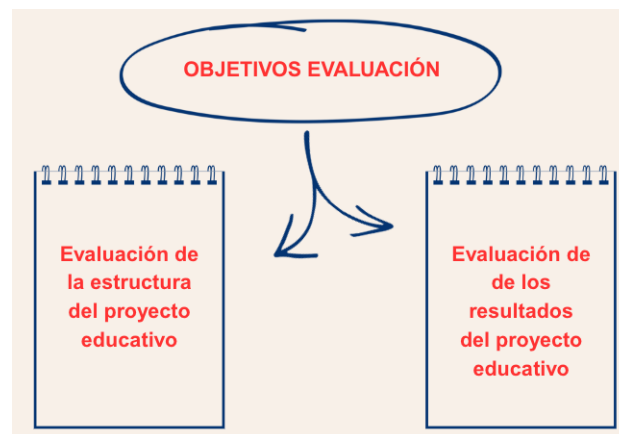 OBJETIVOS EVALUACIÓN
Evaluación de
la estructura
del proyecto
educativo
Evaluación de
de los
resultados
del proyecto
educativo